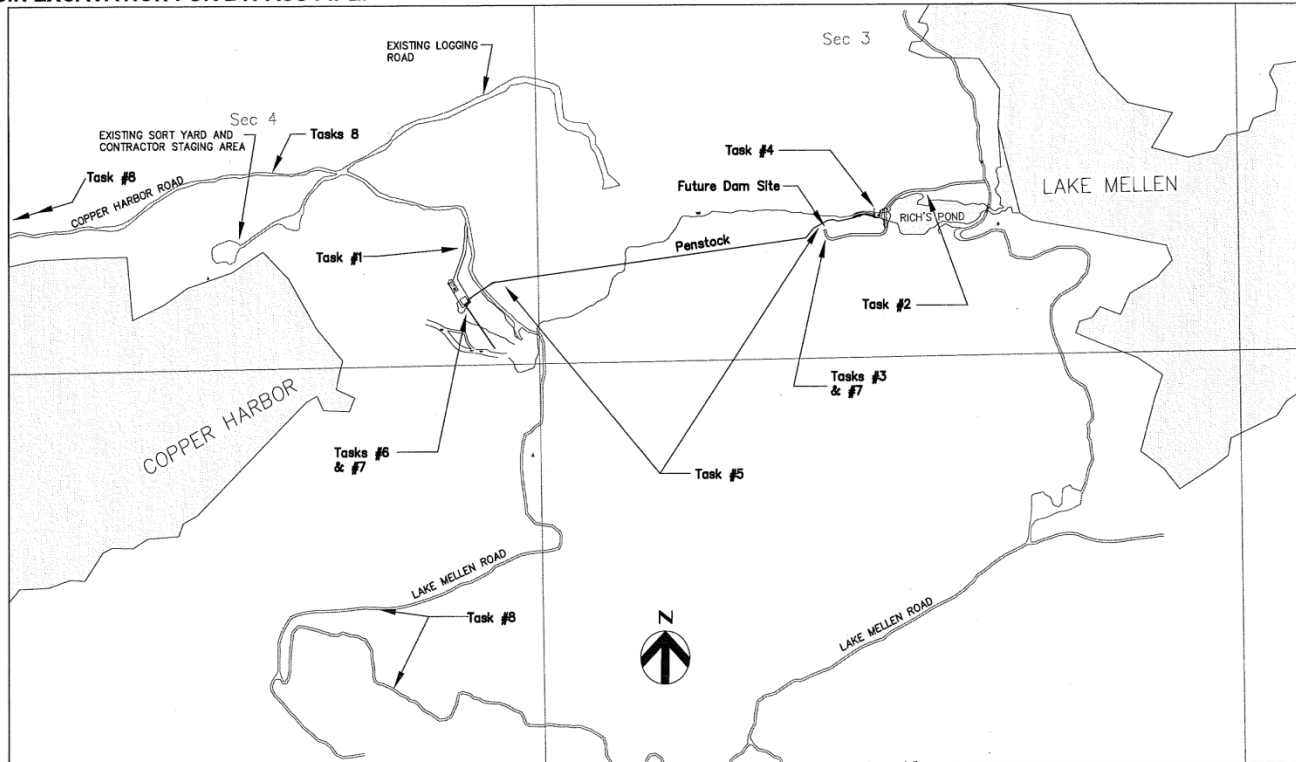 Sec 3
EXISTING LOGGING
ROAD
Sec 4
EXISTING SORT YARD AND
CONTRACTOR STAGING AREA
Tasks 8
Task #8
COPPER HARBOR ROAD
Task #4
Future Dam Site
LAKE MELLEN
RICH'S POND
Penstock
Task #1
Task #2
Tasks #3
& #7
COPPER HARBOR
Tasks #6
& #7
Task #5
LAKE MELLEN ROAD
Task #8
N
LAKE MELLEN ROAD